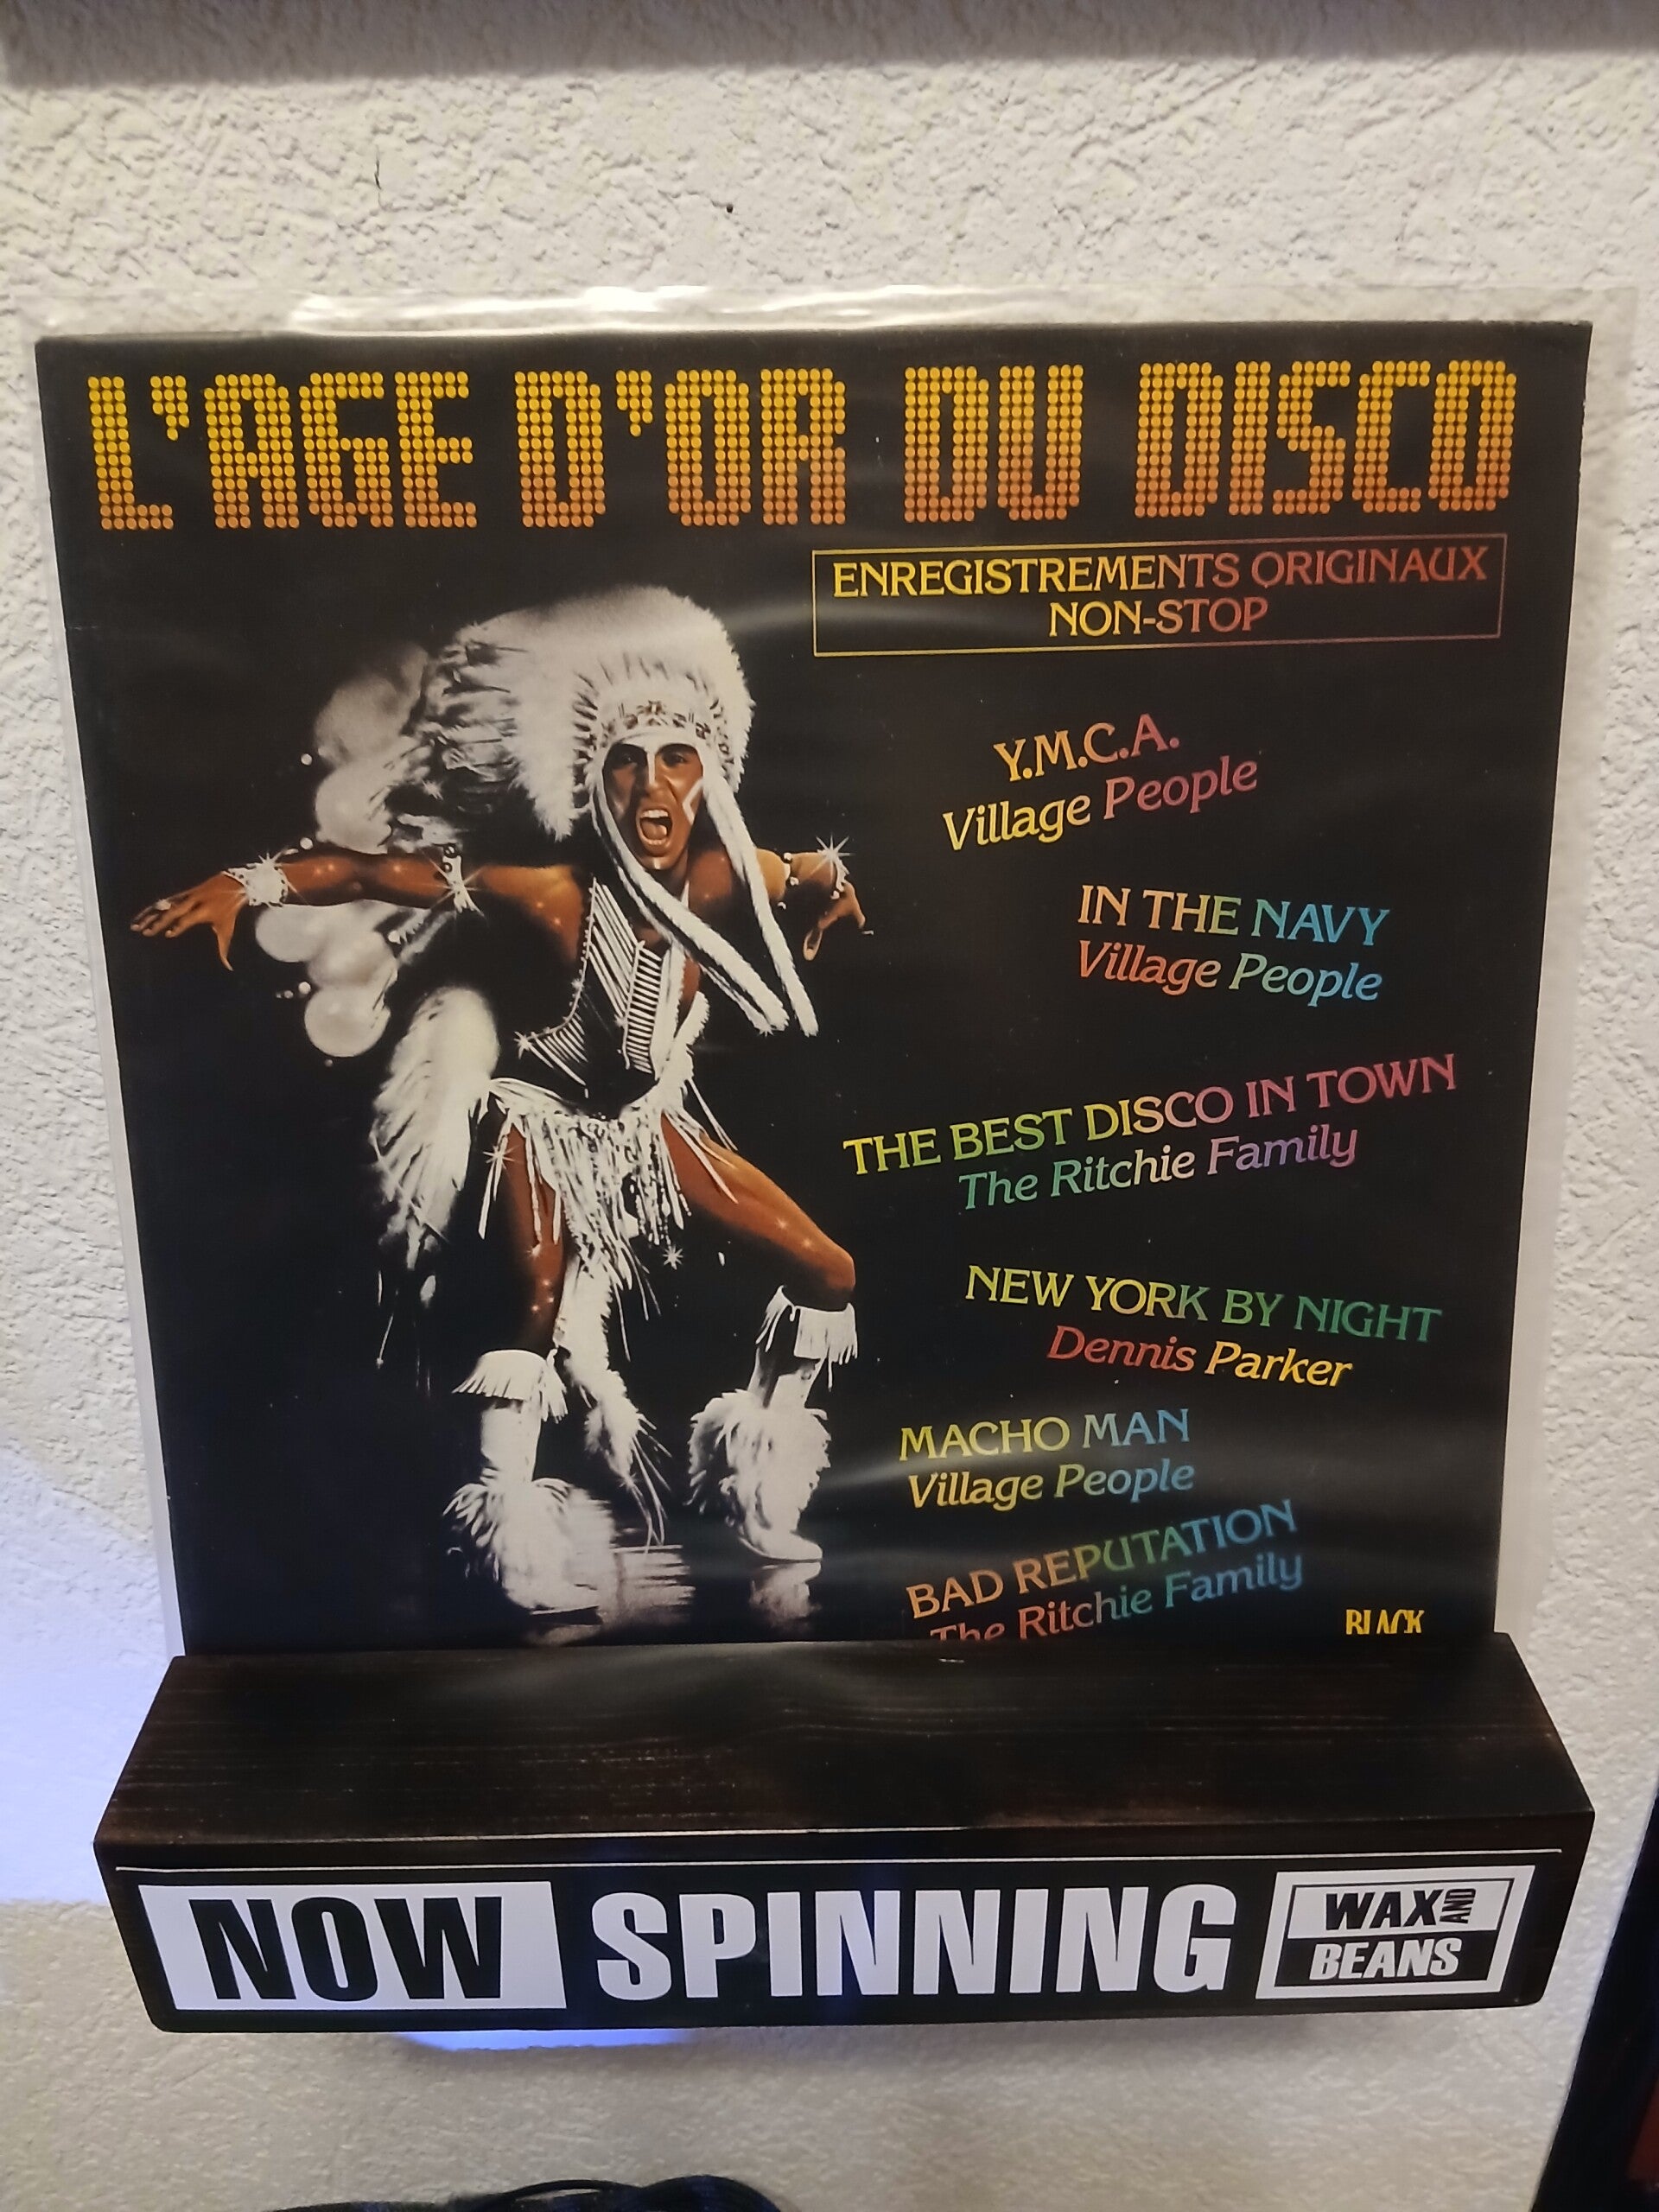 L'AGE D'OR DU DISCO
ENREGISTREMENTS ORIGINAUX
NON-STOP
Y.M.C.A.
Village People
IN THE NAVY
Village People
THE BEST DISCO IN TOWN
The Ritchie Family
NEW YORK BY NIGHT
Dennis Parker
MACHO MAN
Village People
BAD REPUTATION
The Ritchie Family
BLACK
NOW SPINNING
WAX AND
BEANS